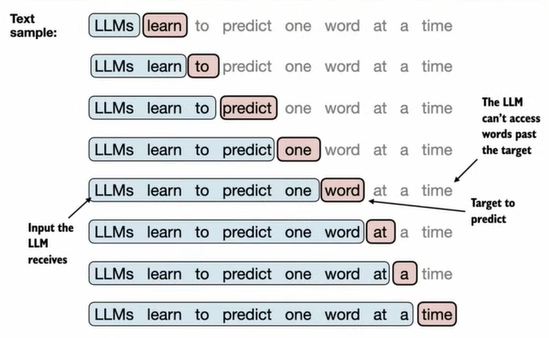 Text
sample:
LLMs learn to predict one word at a time
LLMs learn to predict one word at a time
LLMs learn to predict one word at a time
LLMs learn to predict one word at a time
LLMs learn to predict one word at a time
LLMs learn to predict one word at a time
LLMs learn to predict one word at a time
LLMs learn to predict one word at a time
The LLM
can't access
words past
the target
Target to
predict
Input the
LLM
receives